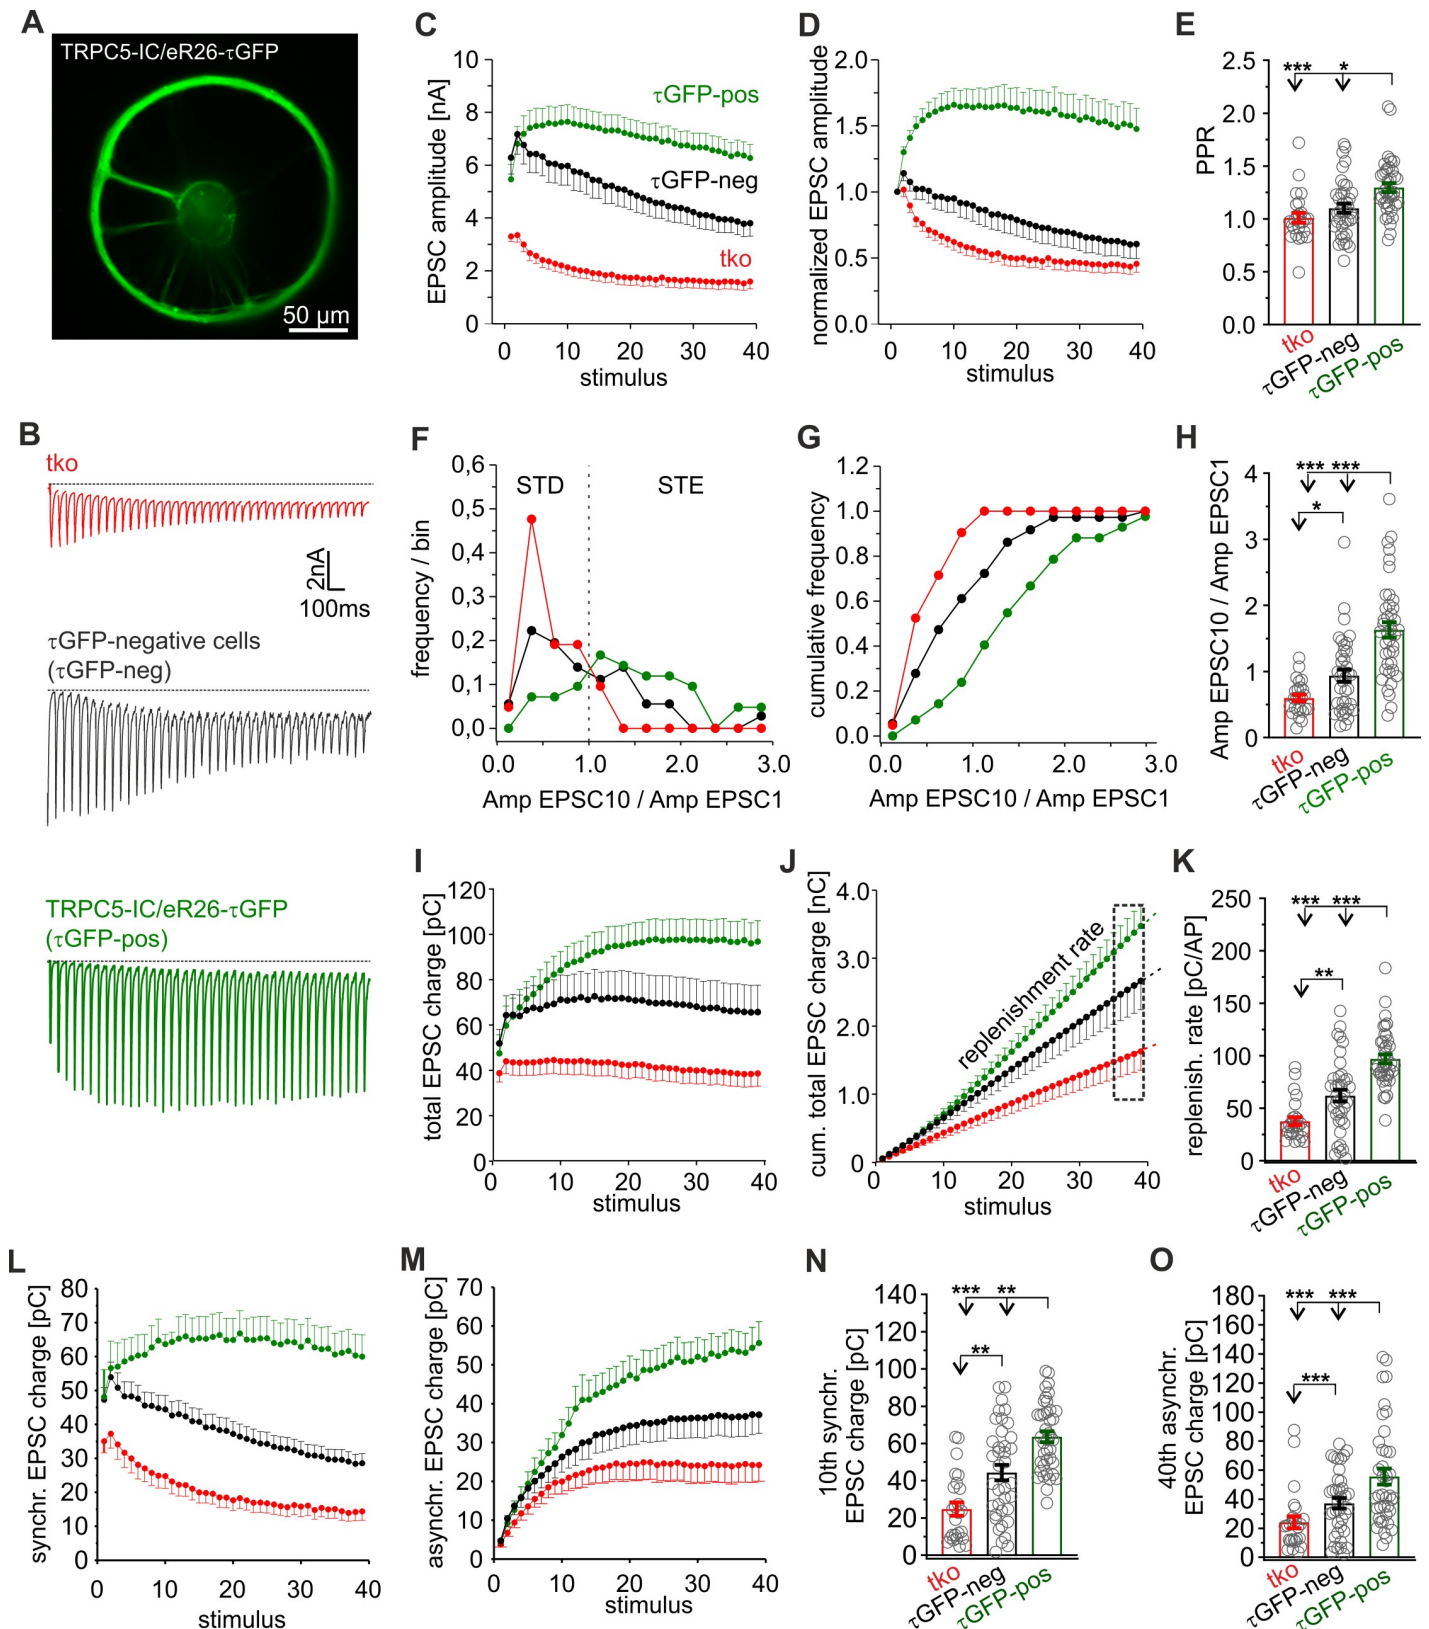 A
TRPC5-IC/eR26-τGFP
50 µm
B
tko
2nA
100ms
τGFP-negative cells
(τGFP-neg)
TRPC5-IC/eR26-τGFP
(τGFP-pos)
C
EPSC amplitude [nA]
10
8
6
4
2
0
τGFP-pos
τGFP-neg
tko
0 10 20 30 40
stimulus
D
normalized EPSC amplitude
2.0
1.5
1.0
0.5
0.0
0 10 20 30 40
stimulus
E
PPR
2.5
2.0
1.5
1.0
0.5
0.0
*** *
tko
τGFP-neg
τGFP-pos
F
frequency / bin
0,6
0,5
0,4
0,3
0,2
0,1
0,0
STD STE
0.0 1.0 2.0 3.0
Amp EPSC10 / Amp EPSC1
G
cumulative frequency
1.2
1.0
0.8
0.6
0.4
0.2
0.0
0.0 1.0 2.0 3.0
Amp EPSC10 / Amp EPSC1
H
Amp EPSC10 / Amp EPSC1
4
3
2
1
0
*** ***
*
tko
τGFP-neg
τGFP-pos
I
total EPSC charge [pC]
120
100
80
60
40
20
0
0 10 20 30 40
stimulus
J
cum. total EPSC charge [nC]
4.0
3.0
2.0
1.0
0
replenishment rate
0 10 20 30 40
stimulus
K
replenish. rate [pC/AP]
250
200
150
100
50
0
*** ***
**
tko
τGFP-neg
τGFP-pos
L
synchr. EPSC charge [pC]
80
70
60
50
40
30
20
10
0
0 10 20 30 40
stimulus
M
asynchr. EPSC charge [pC]
70
60
50
40
30
20
10
0
0 10 20 30 40
stimulus
N
10th synchr.
EPSC charge [pC]
140
120
100
80
60
40
20
0
*** **
**
tko
τGFP-neg
τGFP-pos
O
40th asynchr.
EPSC charge [pC]
180
160
140
120
100
80
60
40
20
0
*** ***
***
tko
τGFP-neg
τGFP-pos